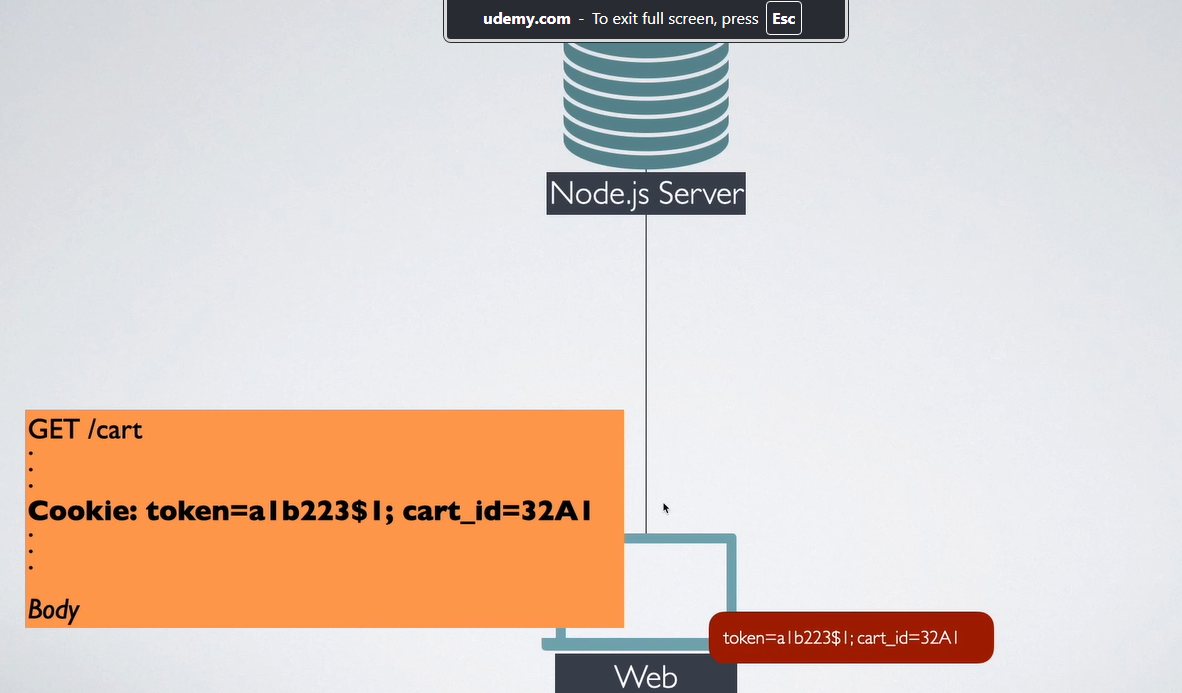 udemy.com - To exit full screen, press Esc
Node.js Server
GET /cart
.
.
.
Cookie: token=a1b223$1; cart_id=32A1
.
.
.
Body
token=a1b223$1; cart_id=32A1
Web